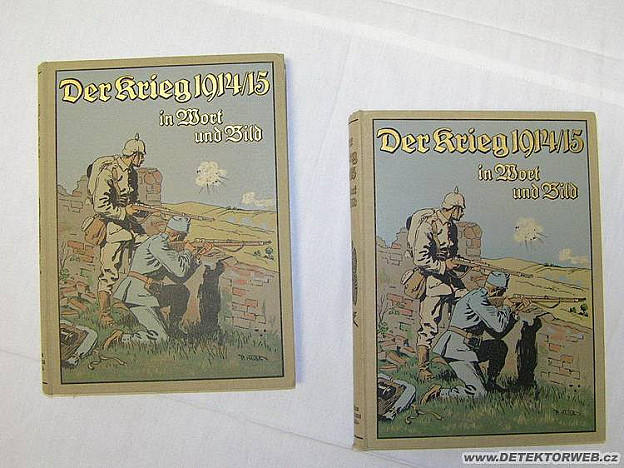 Der Krieg 1914/15
in Wort
und Bild
Der Krieg 1914/15
in Wort
und Bild
www.DETEKTORWEB.cz